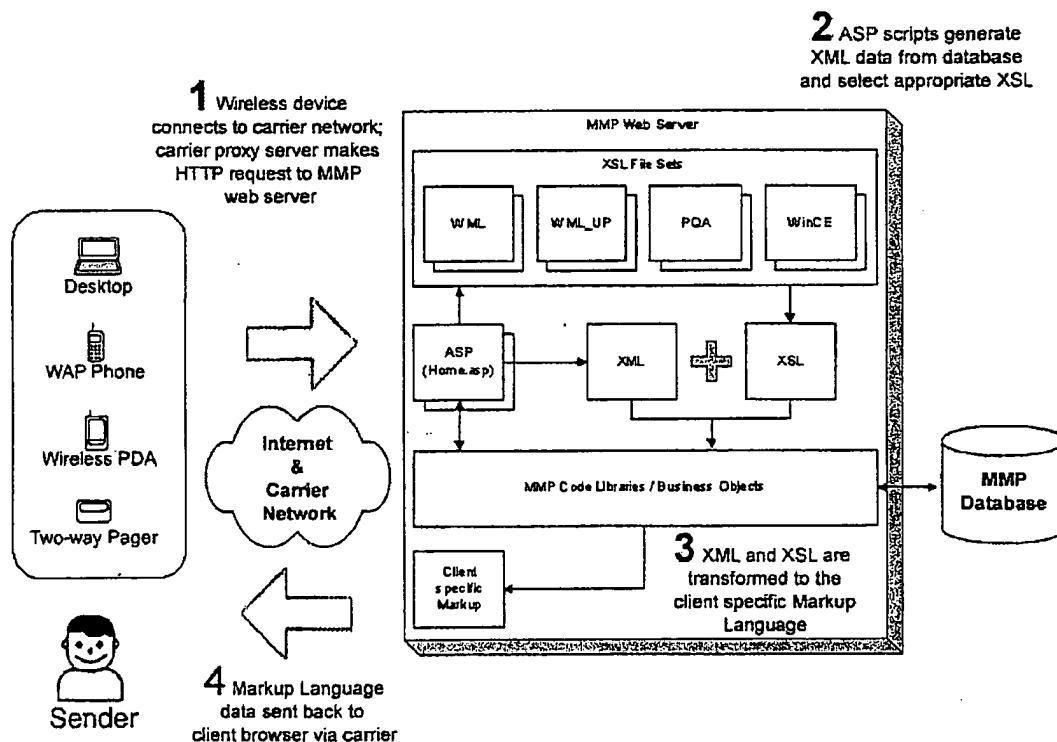 2 ASP scripts generate
XML data from database
and select appropriate XSL
1 Wireless device
connects to carrier network;
carrier proxy server makes
HTTP request to MMP
web server
MMP Web Server
XSL File Sets
WML
WML_UP
PQA
WinCE
Desktop
WAP Phone
Wireless PDA
Two-way Pager
Internet
&
Carrier
Network
ASP
(Home.asp)
XML
XSL
MMP Code Libraries / Business Objects
MMP
Database
Client
specific
Markup
3 XML and XSL are
transformed to the
client specific Markup
Language
Sender
4 Markup Language
data sent back to
client browser via carrier